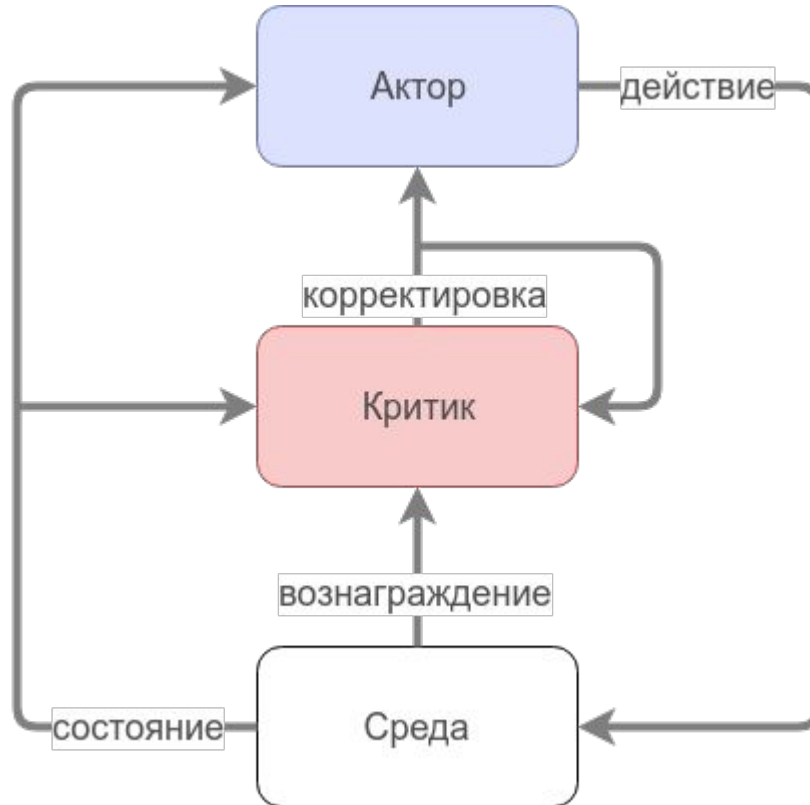 Актор
действие
корректировка
Критик
вознаграждение
состояние
Среда